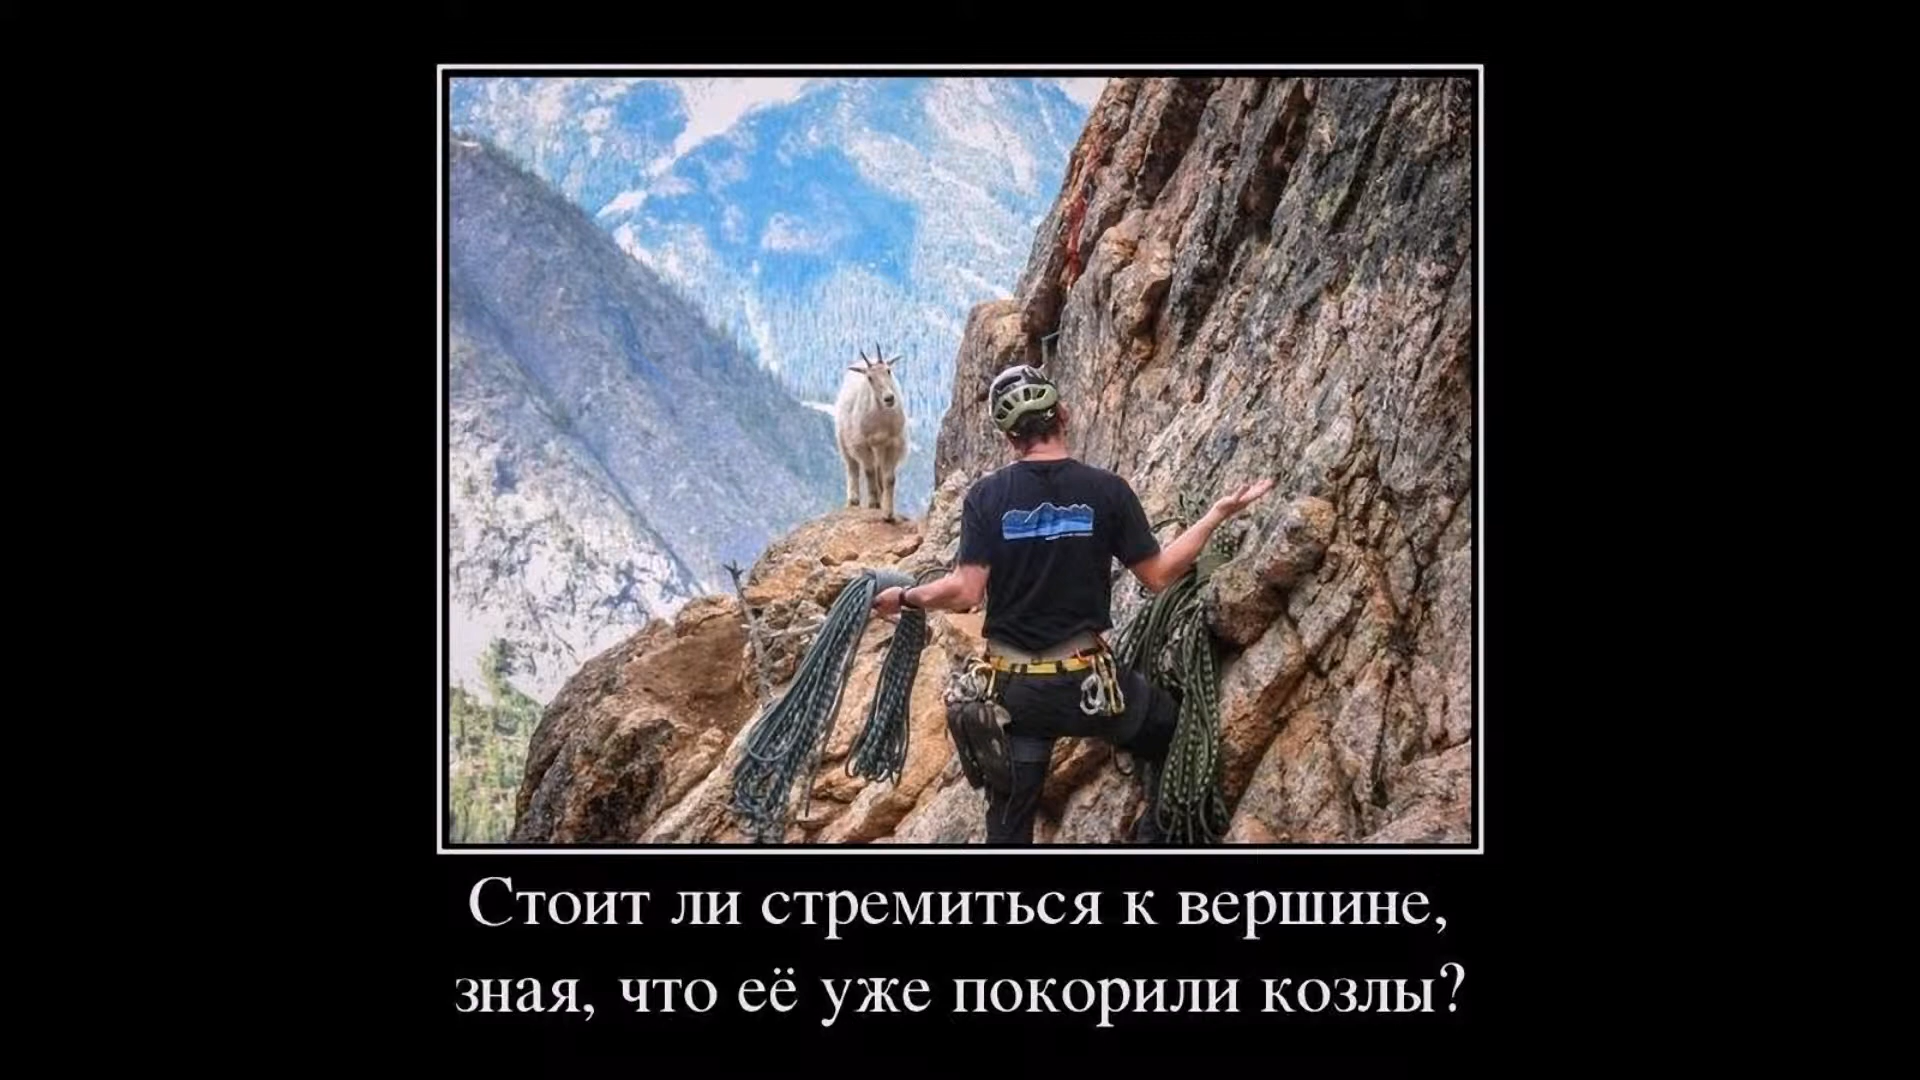 Стоит ли стремиться к вершине,
зная, что её уже покорили козлы?